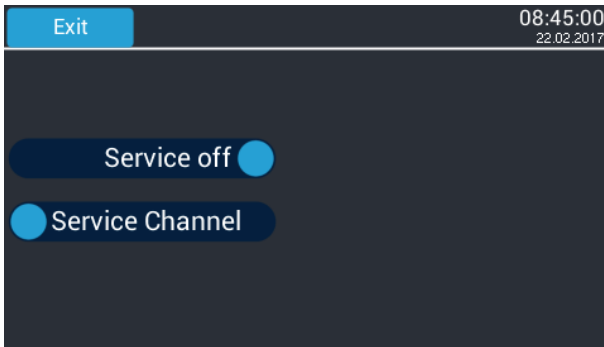 Exit
08:45:00
22.02.2017
Service off
Service Channel